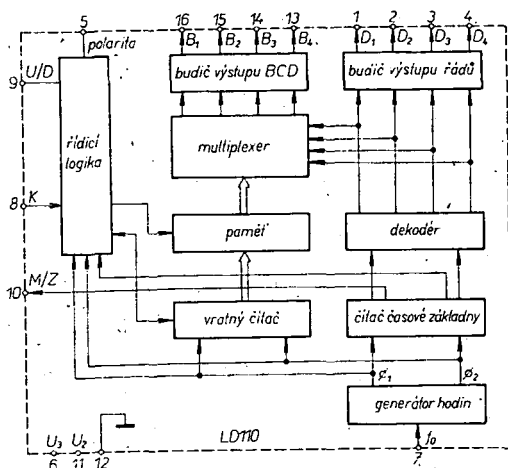 5 16 15 14 13 1 2 3 4
polarita B1 B2 B3 B4 D1 D2 D3 D4
9 U/D
budič výstupu BCD
budič výstupu řádů
řídicí
logika
multiplexer
8 K
paměť
dekodér
10 M/Z
vratný čítač
čítač časové základny
ø1 ø2
generátor hodin
U3 U2
6 11 12
LD110
f0
7